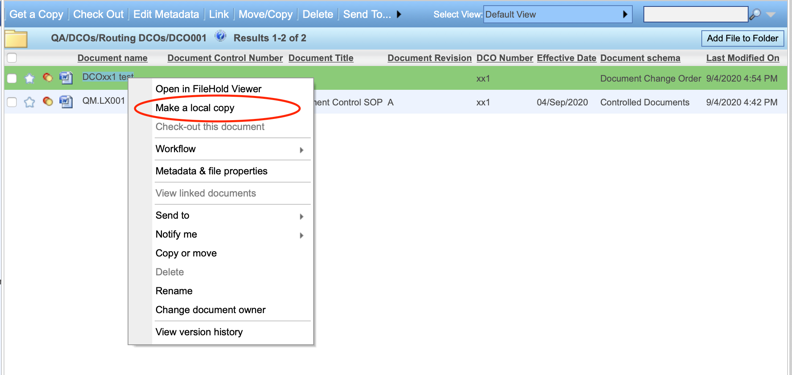 Get a Copy Check Out Edit Metadata Link Move/Copy Delete Send To... Select View: Default View
QA/DCOs/Routing DCOs/DCO001 Results 1-2 of 2 Add File to Folder
Document name Document Control Number Document Title Document Revision DCO Number Effective Date Document schema Last Modified On
DCOxx1 test xx1 Document Change Order 9/4/2020 4:54 PM
QM.LX001 ment Control SOP A xx1 04/Sep/2020 Controlled Documents 9/4/2020 4:42 PM
Open in FileHold Viewer
Make a local copy
Check-out this document
Workflow
Metadata & file properties
View linked documents
Send to
Notify me
Copy or move
Delete
Rename
Change document owner
View version history